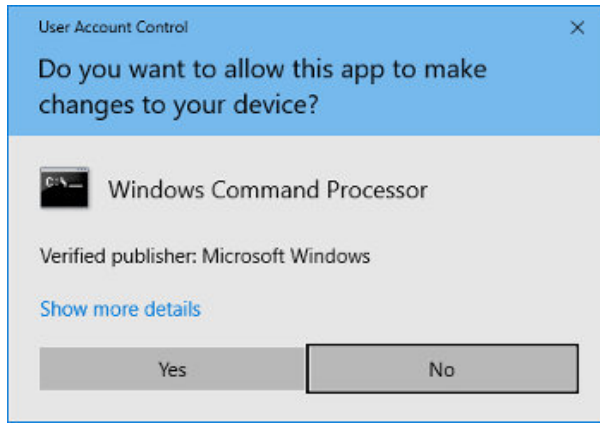 User Account Control
Do you want to allow this app to make
changes to your device?
C:\
Windows Command Processor
Verified publisher: Microsoft Windows
Show more details
Yes
No